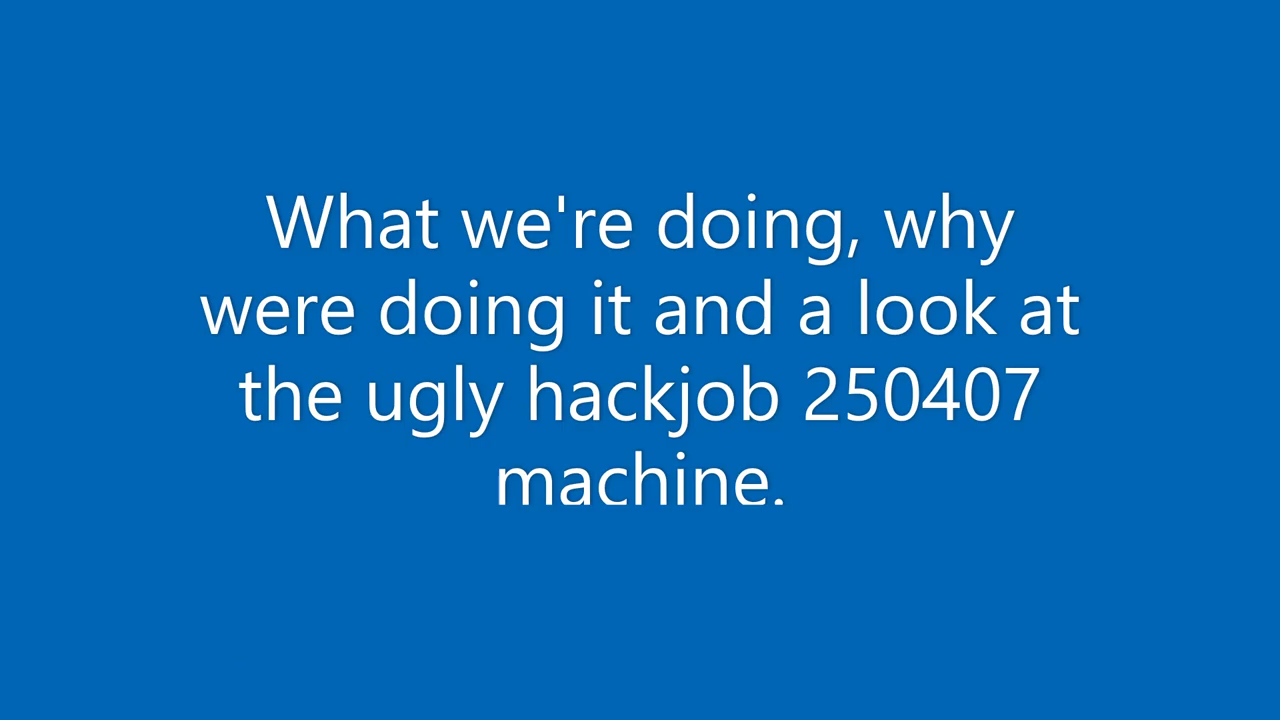 What we're doing, why
were doing it and a look at
the ugly hackjob 250407
machine.